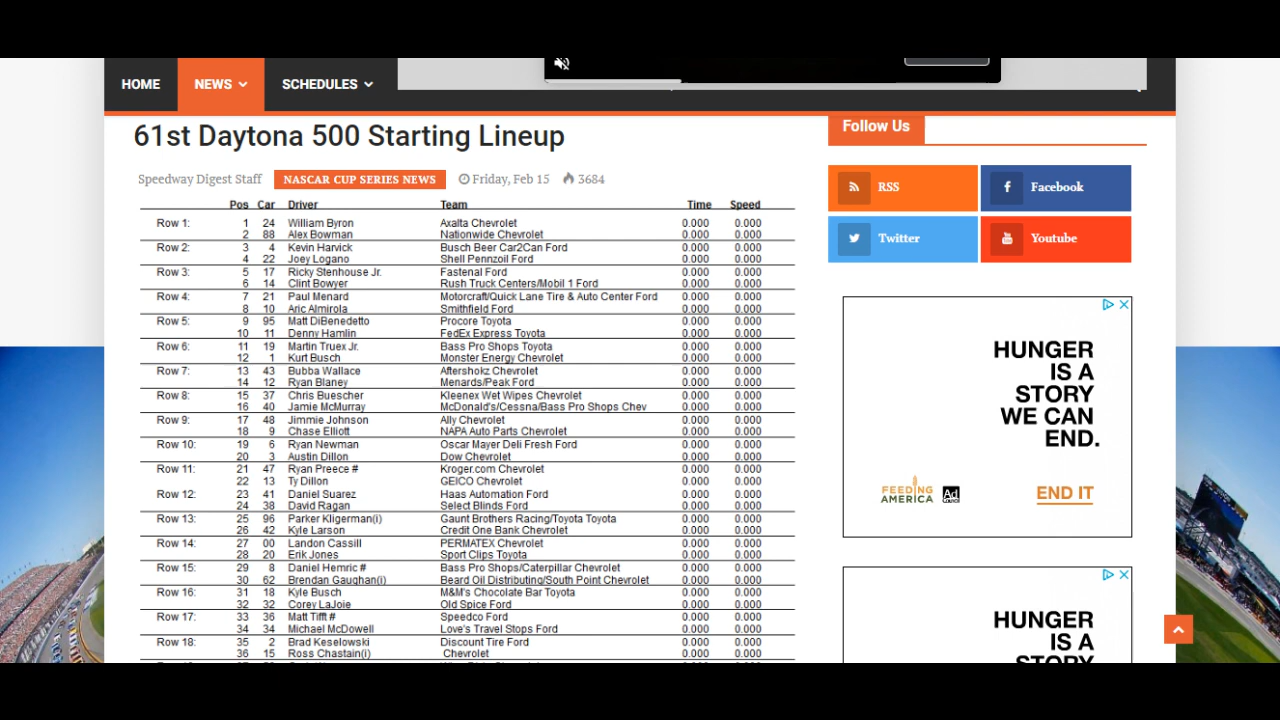 HOME NEWS SCHEDULES
61st Daytona 500 Starting Lineup
Speedway Digest Staff NASCAR CUP SERIES NEWS Friday, Feb 15 3684
Pos Car Driver Team Time Speed
Row 1: 1 24 William Byron Axalta Chevrolet 0.000 0.000
2 88 Alex Bowman Nationwide Chevrolet 0.000 0.000
Row 2: 3 4 Kevin Harvick Busch Beer Car2Can Ford 0.000 0.000
4 22 Joey Logano Shell Pennzoil Ford 0.000 0.000
Row 3: 5 17 Ricky Stenhouse Jr. Fastenal Ford 0.000 0.000
6 14 Clint Bowyer Rush Truck Centers/Mobil 1 Ford 0.000 0.000
Row 4: 7 21 Paul Menard Motorcraft/Quick Lane Tire & Auto Center Ford 0.000 0.000
8 10 Aric Almirola Smithfield Ford 0.000 0.000
Row 5: 9 95 Matt DiBenedetto Procore Toyota 0.000 0.000
10 11 Denny Hamlin FedEx Express Toyota 0.000 0.000
Row 6: 11 19 Martin Truex Jr. Bass Pro Shops Toyota 0.000 0.000
12 1 Kurt Busch Monster Energy Chevrolet 0.000 0.000
Row 7: 13 43 Bubba Wallace Aftershokz Chevrolet 0.000 0.000
14 12 Ryan Blaney Menards/Peak Ford 0.000 0.000
Row 8: 15 37 Chris Buescher Kleenex Wet Wipes Chevrolet 0.000 0.000
16 40 Jamie McMurray McDonald's/Cessna/Bass Pro Shops Chev 0.000 0.000
Row 9: 17 48 Jimmie Johnson Ally Chevrolet 0.000 0.000
18 9 Chase Elliott NAPA Auto Parts Chevrolet 0.000 0.000
Row 10: 19 6 Ryan Newman Oscar Mayer Deli Fresh Ford 0.000 0.000
20 3 Austin Dillon Dow Chevrolet 0.000 0.000
Row 11: 21 47 Ryan Preece # Kroger.com Chevrolet 0.000 0.000
22 13 Ty Dillon GEICO Chevrolet 0.000 0.000
Row 12: 23 41 Daniel Suarez Haas Automation Ford 0.000 0.000
24 38 David Ragan Select Blinds Ford 0.000 0.000
Row 13: 25 96 Parker Kligerman(i) Gaunt Brothers Racing/Toyota Toyota 0.000 0.000
26 42 Kyle Larson Credit One Bank Chevrolet 0.000 0.000
Row 14: 27 00 Landon Cassill PERMATEX Chevrolet 0.000 0.000
28 20 Erik Jones Sport Clips Toyota 0.000 0.000
Row 15: 29 8 Daniel Hemric # Bass Pro Shops/Caterpillar Chevrolet 0.000 0.000
30 62 Brendan Gaughan(i) Beard Oil Distributing/South Point Chevrolet 0.000 0.000
Row 16: 31 18 Kyle Busch M&M's Chocolate Bar Toyota 0.000 0.000
32 32 Corey LaJoie Old Spice Ford 0.000 0.000
Row 17: 33 36 Matt Tifft # Speedco Ford 0.000 0.000
34 34 Michael McDowell Love's Travel Stops Ford 0.000 0.000
Row 18: 35 2 Brad Keselowski Discount Tire Ford 0.000 0.000
36 15 Ross Chastain(i) Chevrolet 0.000 0.000
Follow Us
RSS Facebook
Twitter Youtube
HUNGER
IS A
STORY
WE CAN
END.
FEEDING
AMERICA
Ad
END IT
HUNGER
IS A
STORY